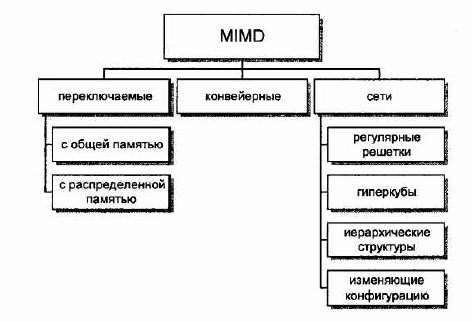 MIMD
переключаемые
конвейерные
сети
с общей памятью
с распределенной
памятью
регулярные
решетки
гиперкубы
иерархические
структуры
изменяющие
конфигурацию